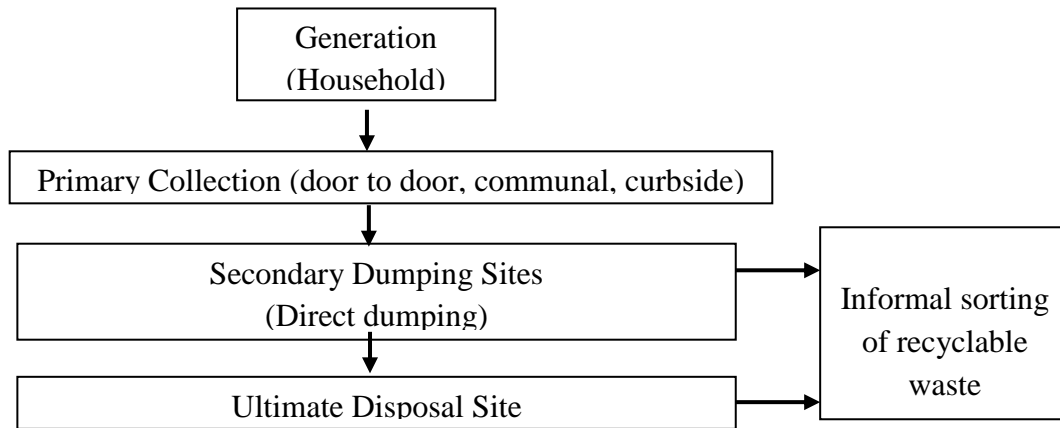 Generation
(Household)
Primary Collection (door to door, communal, curbside)
Secondary Dumping Sites
(Direct dumping)
Informal sorting
of recyclable
waste
Ultimate Disposal Site